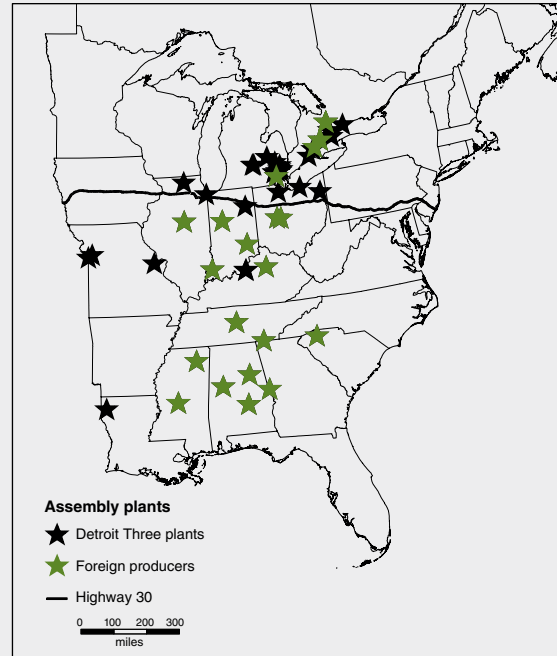 Assembly plants
Detroit Three plants
Foreign producers
Highway 30
0 100 200 300
miles